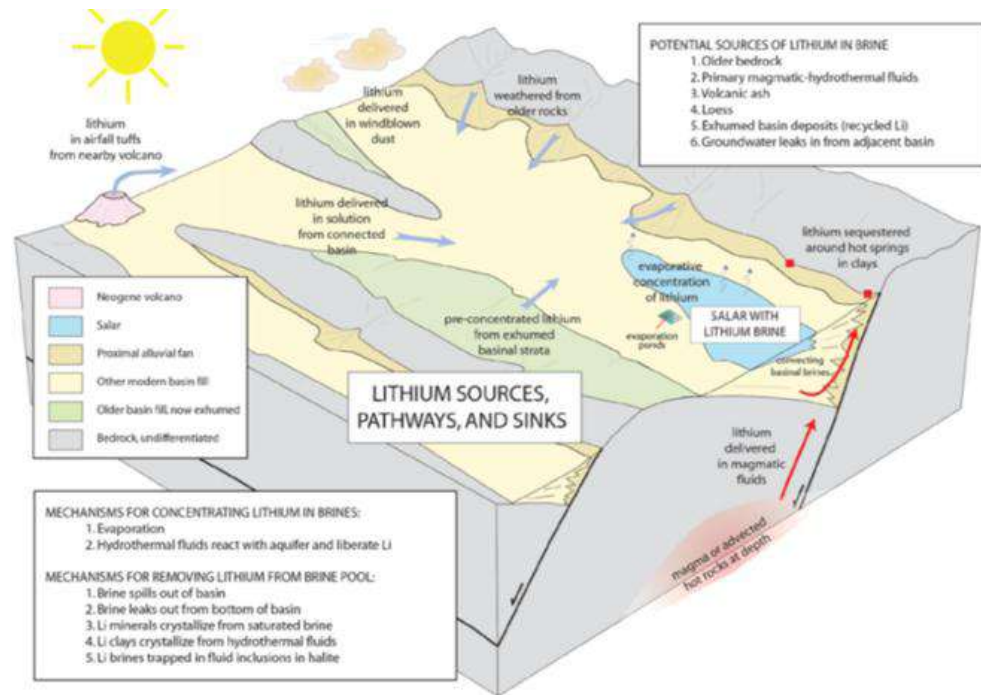 POTENTIAL SOURCES OF LITHIUM IN BRINE
1. Older bedrock
2. Primary magmatic-hydrothermal fluids
3. Volcanic ash
4. Loess
5. Exhumed basin deposits (recycled Li)
6. Groundwater leaks in from adjacent basin
lithium
in airfall tuffs
from nearby volcano
lithium
delivered
in windblown
dust
lithium
weathered from
older rocks
lithium delivered
in solution
from connected
basin
lithium sequestered
around hot springs
in clays
evaporative
concentration
of lithium
SALAR WITH
LITHIUM BRINE
evaporation
ponds
pre-concentrated lithium
from exhumed
basinal strata
convecting
basinal brines
Neogene volcano
Salar
Proximal alluvial fan
Other modern basin fill
Older basin fill, now exhumed
Bedrock, undifferentiated
LITHIUM SOURCES,
PATHWAYS, AND SINKS
lithium
delivered
in magmatic
fluids
magma or advected
hot rocks at depth
MECHANISMS FOR CONCENTRATING LITHIUM IN BRINES:
1. Evaporation
2. Hydrothermal fluids react with aquifer and liberate Li
MECHANISMS FOR REMOVING LITHIUM FROM BRINE POOL:
1. Brine spills out of basin
2. Brine leaks out from bottom of basin
3. Li minerals crystallize from saturated brine
4. Li clays crystallize from hydrothermal fluids
5. Li brines trapped in fluid inclusions in halite